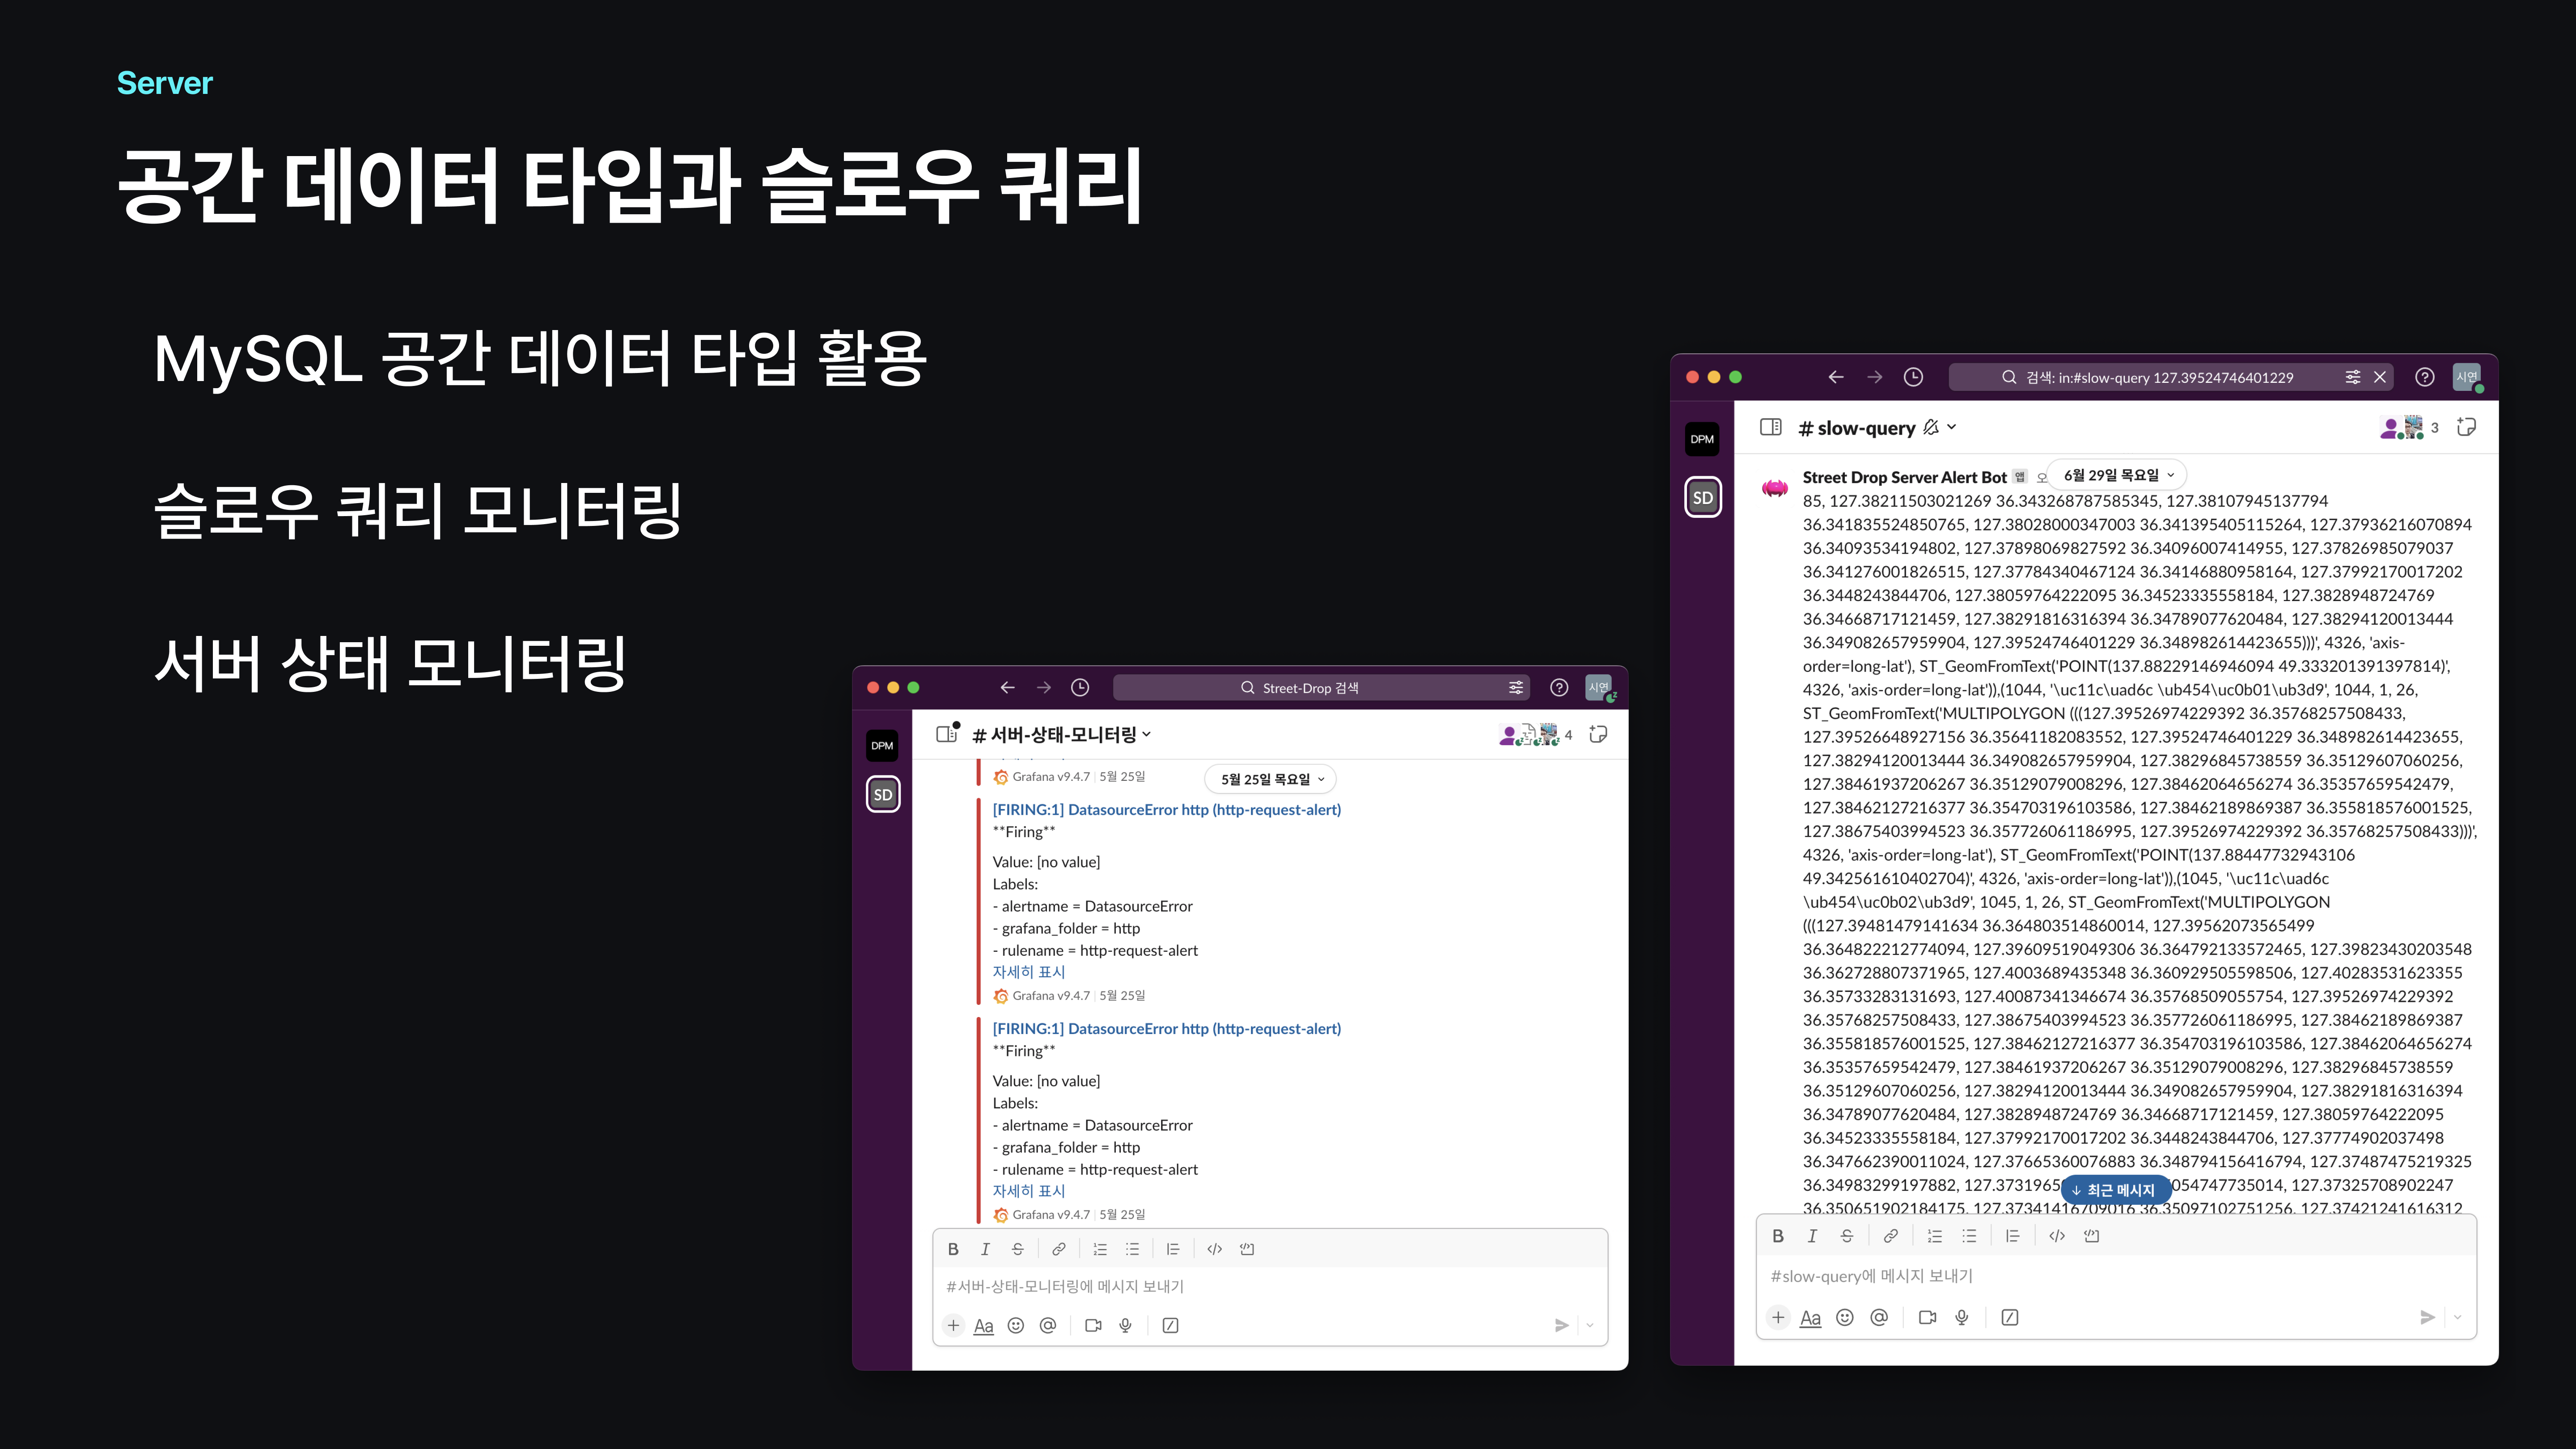 Server
공간 데이터 타입과 슬로우 쿼리
MySQL 공간 데이터 타입 활용
슬로우 쿼리 모니터링
서버 상태 모니터링
Street-Drop 검색
시연
DPM
SD
# 서버-상태-모니터링
4
Grafana v9.4.7 | 5월 25일
5월 25일 목요일
[FIRING:1] DatasourceError http (http-request-alert)
**Firing**
Value: [no value]
Labels:
- alertname = DatasourceError
- grafana_folder = http
- rulename = http-request-alert
자세히 표시
Grafana v9.4.7 | 5월 25일
[FIRING:1] DatasourceError http (http-request-alert)
**Firing**
Value: [no value]
Labels:
- alertname = DatasourceError
- grafana_folder = http
- rulename = http-request-alert
자세히 표시
Grafana v9.4.7 | 5월 25일
#서버-상태-모니터링에 메시지 보내기
검색: in:#slow-query 127.39524746401229
시연
DPM
SD
# slow-query
3
Street Drop Server Alert Bot 앱
6월 29일 목요일
85, 127.38211503021269 36.343268787585345, 127.38107945137794
36.341835524850765, 127.38028000347003 36.341395405115264, 127.37936216070894
36.34093534194802, 127.37898069827592 36.34096007414955, 127.37826985079037
36.341276001826515, 127.37784340467124 36.34146880958164, 127.37992170017202
36.3448243844706, 127.38059764222095 36.34523335558184, 127.3828948724769
36.34668717121459, 127.38291816316394 36.34789077620484, 127.38294120013444
36.349082657959904, 127.39524746401229 36.348982614423655)))', 4326, 'axis-
order=long-lat'), ST_GeomFromText('POINT(137.88229146946094 49.333201391397814)',
4326, 'axis-order=long-lat')),(1044, '\uc11c\uad6c \ub454\uc0b01\ub3d9', 1044, 1, 26,
ST_GeomFromText('MULTIPOLYGON (((127.39526974229392 36.35768257508433,
127.39526648927156 36.35641182083552, 127.39524746401229 36.348982614423655,
127.38294120013444 36.349082657959904, 127.38296845738559 36.35129607060256,
127.38461937206267 36.35129079008296, 127.38462064656274 36.35357659542479,
127.38462127216377 36.354703196103586, 127.38462189869387 36.355818576001525,
127.38675403994523 36.357726061186995, 127.39526974229392 36.35768257508433)))',
4326, 'axis-order=long-lat'), ST_GeomFromText('POINT(137.88447732943106
49.342561610402704)', 4326, 'axis-order=long-lat')),(1045, '\uc11c\uad6c
\ub454\uc0b02\ub3d9', 1045, 1, 26, ST_GeomFromText('MULTIPOLYGON
(((127.39481479141634 36.364803514860014, 127.39562073565499
36.364822212774094, 127.39609519049306 36.364792133572465, 127.39823430203548
36.362728807371965, 127.4003689435348 36.360929505598506, 127.40283531623355
36.35733283131693, 127.40087341346674 36.35768509055754, 127.39526974229392
36.35768257508433, 127.38675403994523 36.357726061186995, 127.38462189869387
36.355818576001525, 127.38462127216377 36.354703196103586, 127.38462064656274
36.35357659542479, 127.38461937206267 36.35129079008296, 127.38296845738559
36.35129607060256, 127.38294120013444 36.349082657959904, 127.38291816316394
36.34789077620484, 127.3828948724769 36.34668717121459, 127.38059764222095
36.34523335558184, 127.37992170017202 36.3448243844706, 127.37774902037498
36.347662390011024, 127.37665360076883 36.348794156416794, 127.37487475219325
36.34983299197882, 127.373196 054747735014, 127.37325708902247
↓ 최근 메시지
36.350651902184175, 127.37341416709016 36.35097102751256, 127.37421241616312
#slow-query에 메시지 보내기